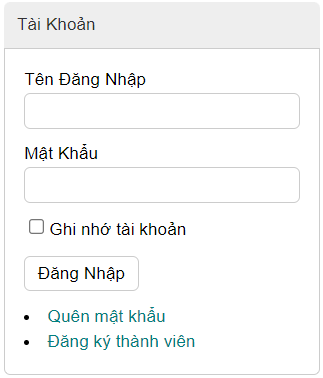 Tài Khoản
Tên Đăng Nhập
Mật Khẩu
Ghi nhớ tài khoản
Đăng Nhập
Quên mật khẩu
Đăng ký thành viên